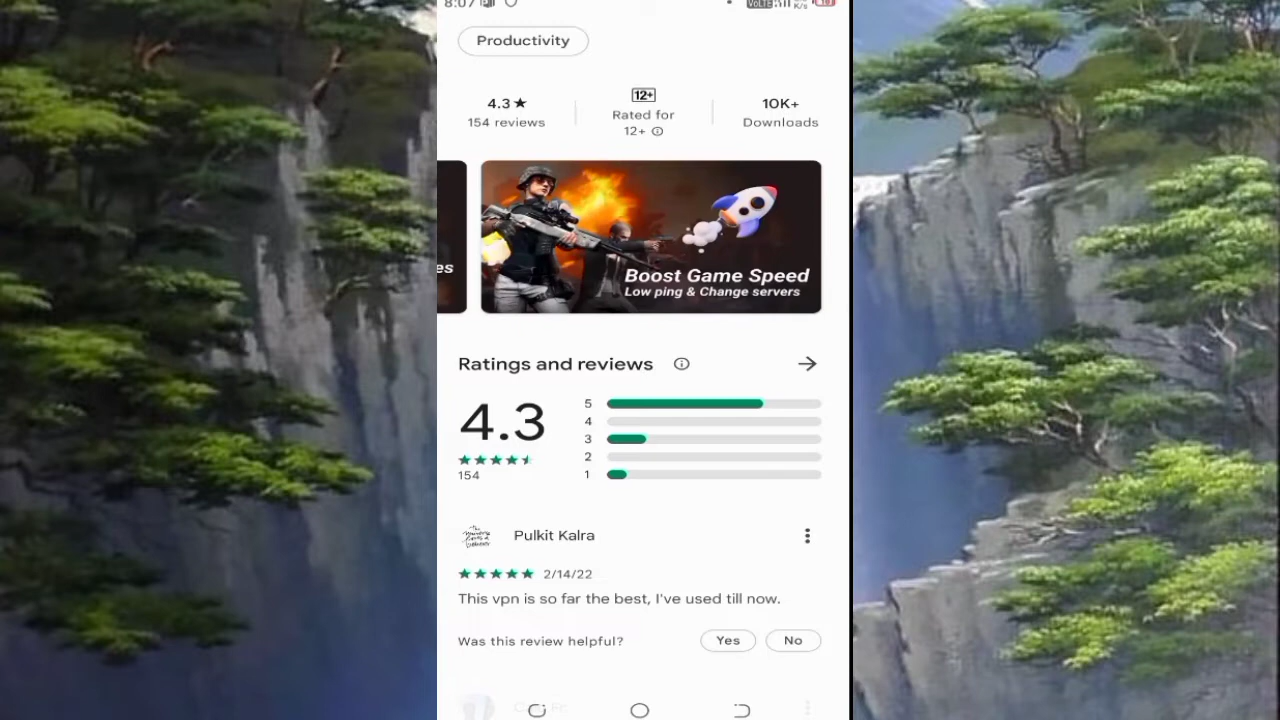 8:07
VoLTE
K/s
Productivity
4.3★
154 reviews
12+
Rated for
12+
10K+
Downloads
es
Boost Game Speed
Low ping & Change servers
Ratings and reviews
4.3
154
5
4
3
2
1
Pulkit Kalra
2/14/22
This vpn is so far the best, I've used till now.
Was this review helpful?
Yes
No